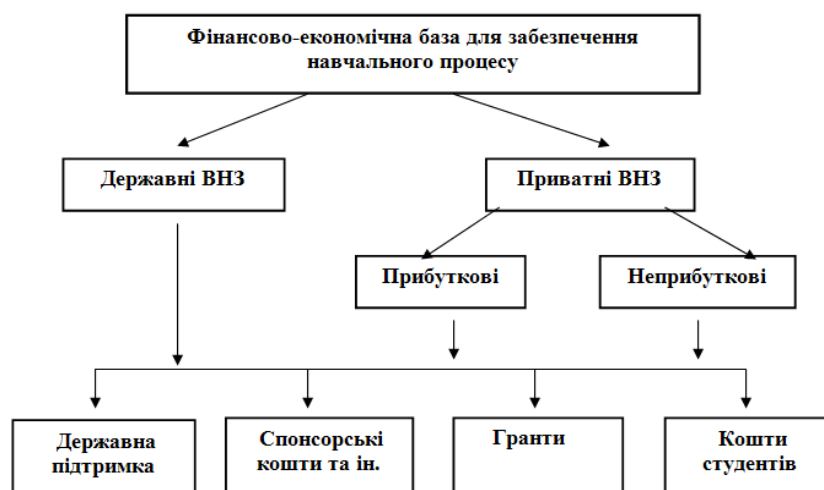 Фінансово-економічна база для забезпечення
навчального процесу
Державні ВНЗ
Приватні ВНЗ
Прибуткові
Неприбуткові
Державна
підтримка
Спонсорські
кошти та ін.
Гранти
Кошти
студентів